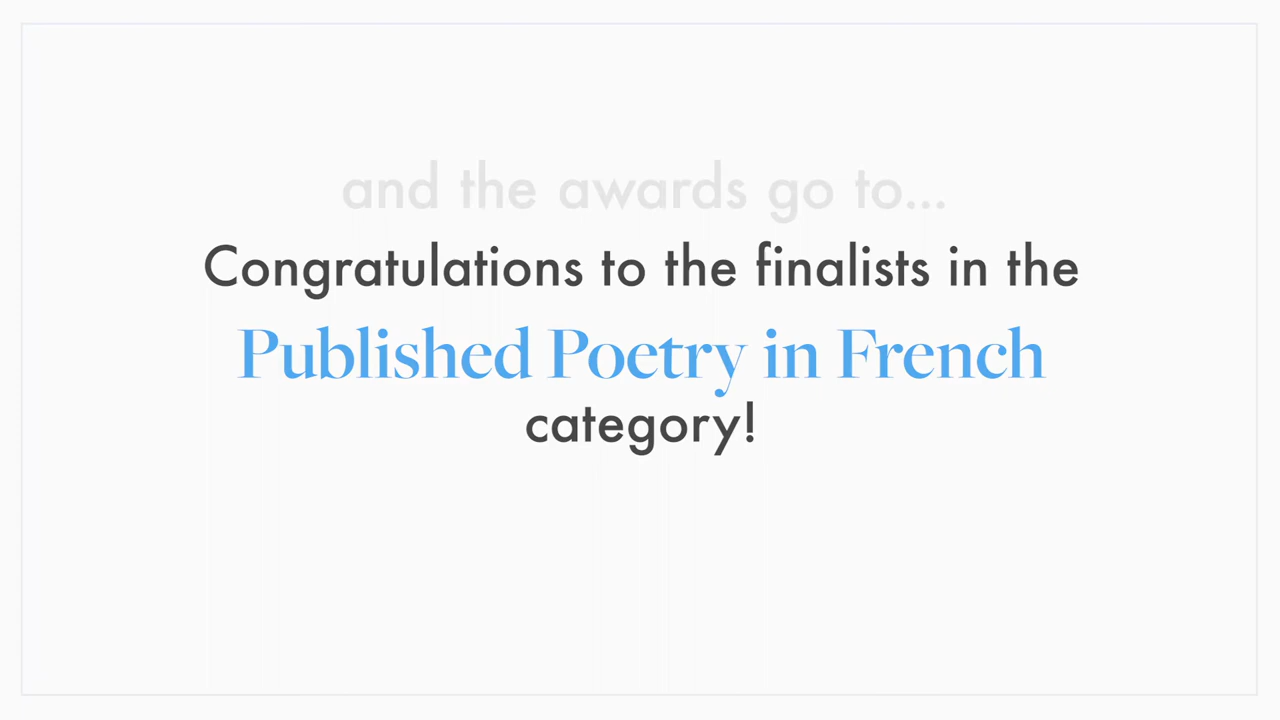 and the awards go to...
Congratulations to the finalists in the
Published Poetry in French
category!